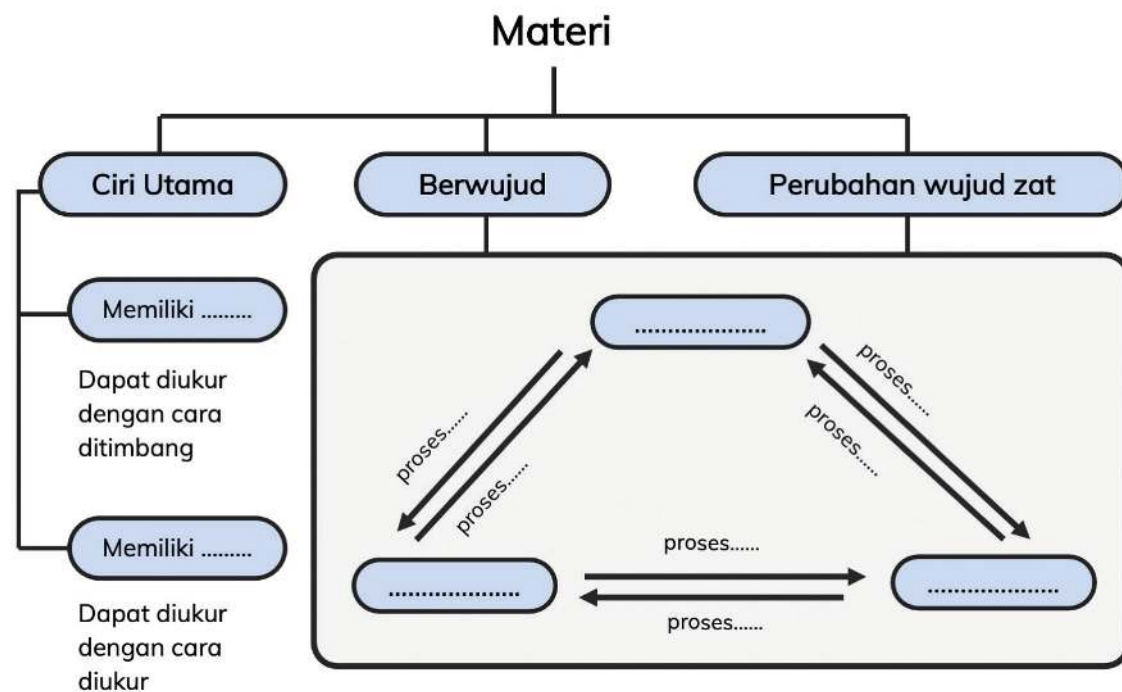 Materi
Ciri Utama
Berwujud
Perubahan wujud zat
Memiliki .........
Dapat diukur
dengan cara
ditimbang
Memiliki .........
Dapat diukur
dengan cara
diukur
....................
proses......
proses......
proses......
proses......
....................
proses......
proses......
....................